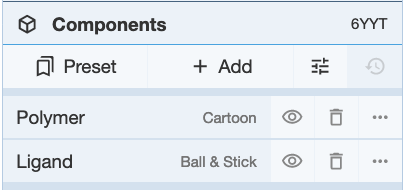 Components 6YYT
Preset + Add
Polymer Cartoon
Ligand Ball & Stick